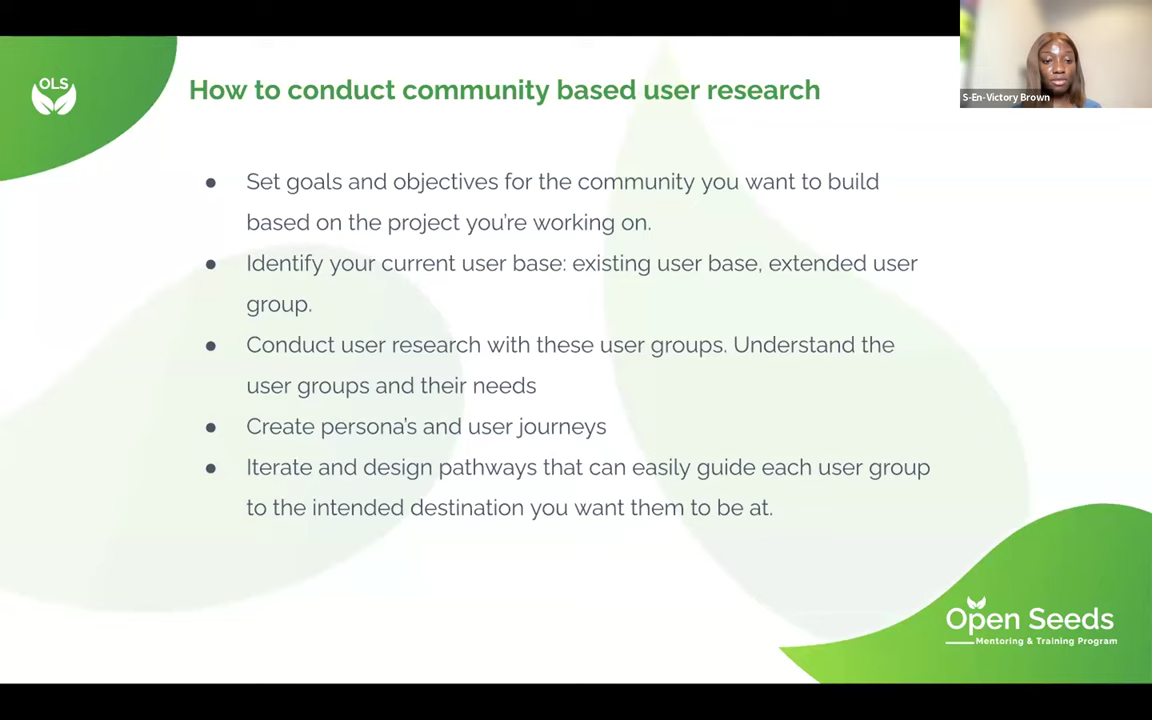 OLS
How to conduct community based user research
S-En-Victory Brown
● Set goals and objectives for the community you want to build
based on the project you're working on.
● Identify your current user base: existing user base, extended user
group.
● Conduct user research with these user groups. Understand the
user groups and their needs
● Create persona's and user journeys
● Iterate and design pathways that can easily guide each user group
to the intended destination you want them to be at.
Open Seeds
Mentoring & Training Program